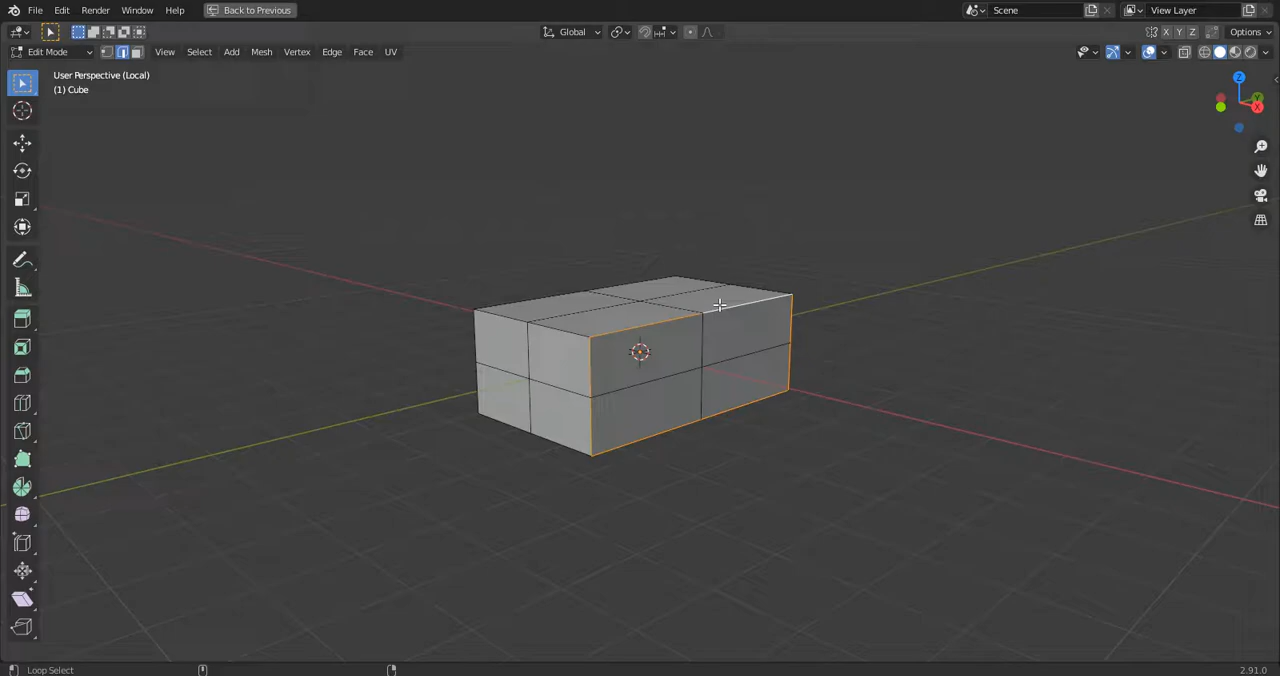 File Edit Render Window Help Back to Previous Scene View Layer
Global X Y Z Options
Edit Mode View Select Add Mesh Vertex Edge Face UV
User Perspective (Local)
(1) Cube
Z
Y
X
Loop Select 2.91.0